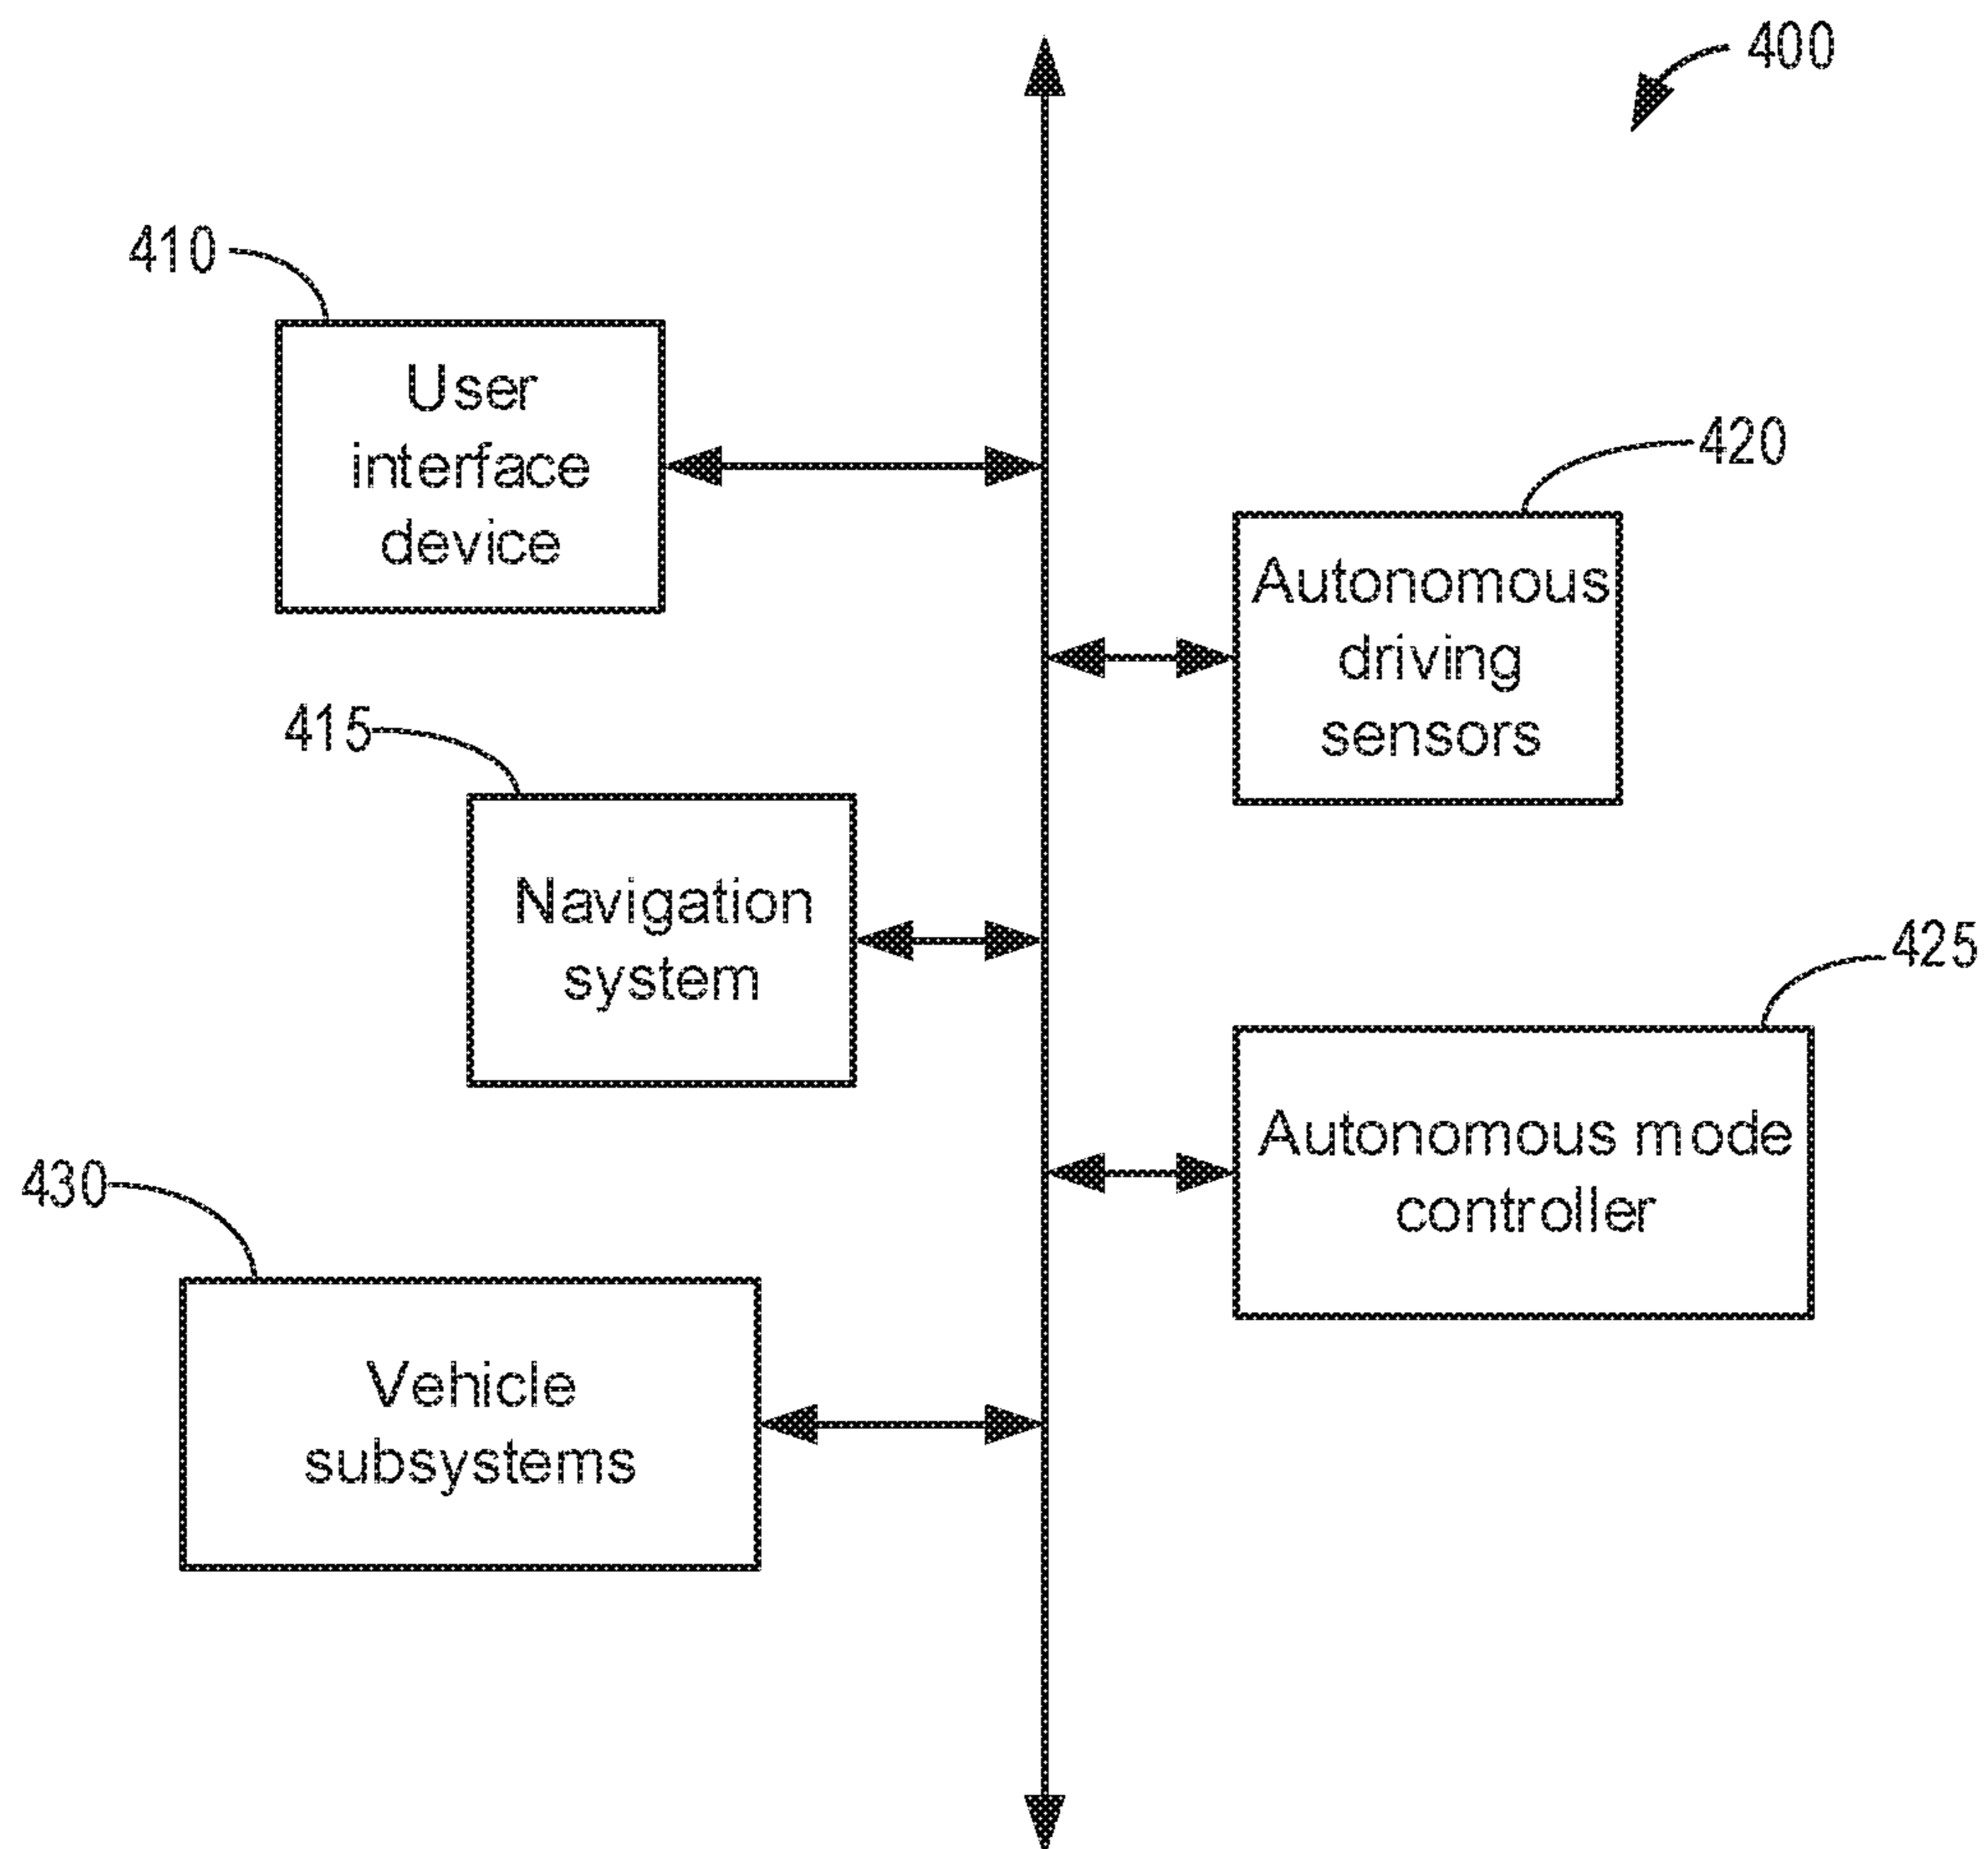 400
410
User
interface
device
420
Autonomous
driving
sensors
415
Navigation
system
425
Autonomous mode
controller
430
Vehicle
subsystems